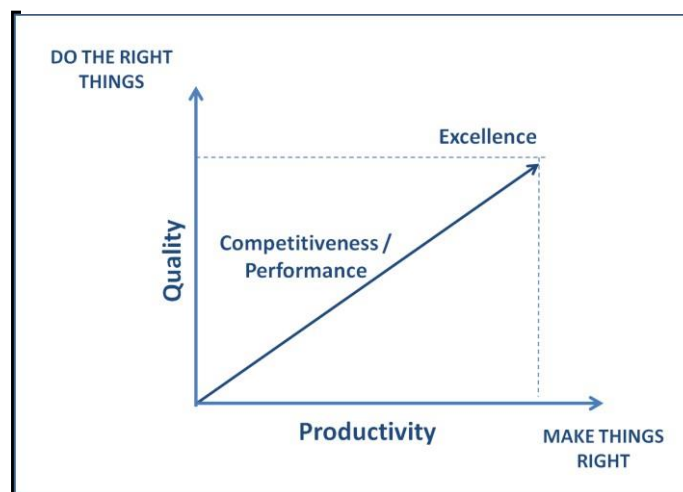 DO THE RIGHT
THINGS
Excellence
Competitiveness /
Performance
Quality
Productivity
MAKE THINGS
RIGHT